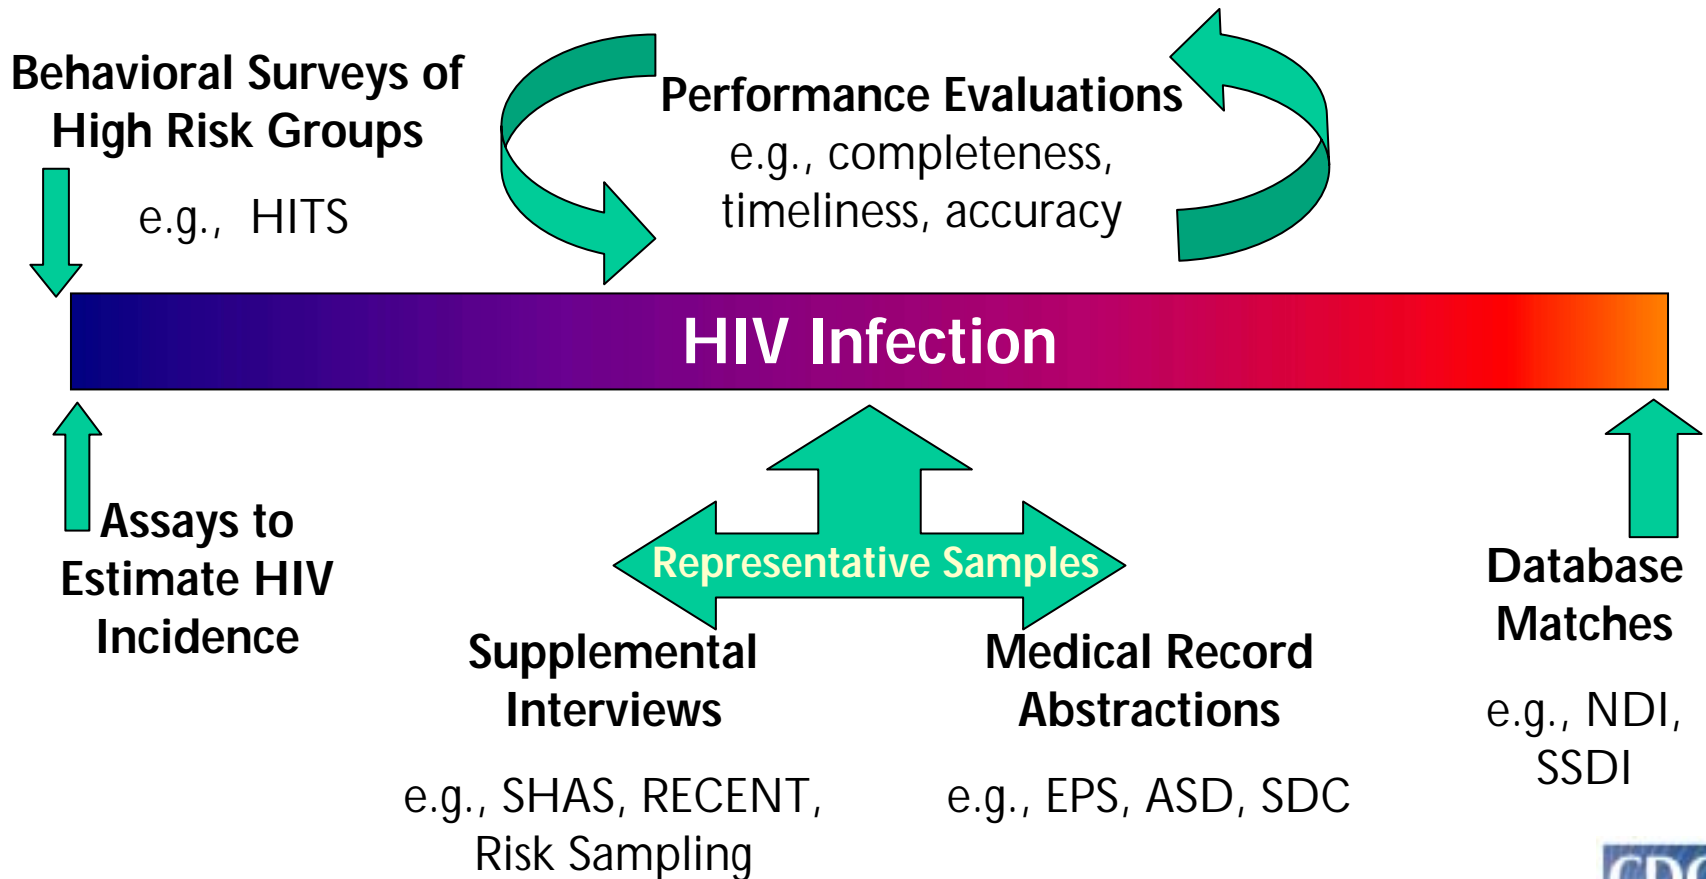 Behavioral Surveys of
High Risk Groups
e.g., HITS
Performance Evaluations
e.g., completeness,
timeliness, accuracy
HIV Infection
Assays to
Estimate HIV
Incidence
Representative Samples
Supplemental
Interviews
e.g., SHAS, RECENT,
Risk Sampling
Medical Record
Abstractions
e.g., EPS, ASD, SDC
Database
Matches
e.g., NDI,
SSDI
CDC